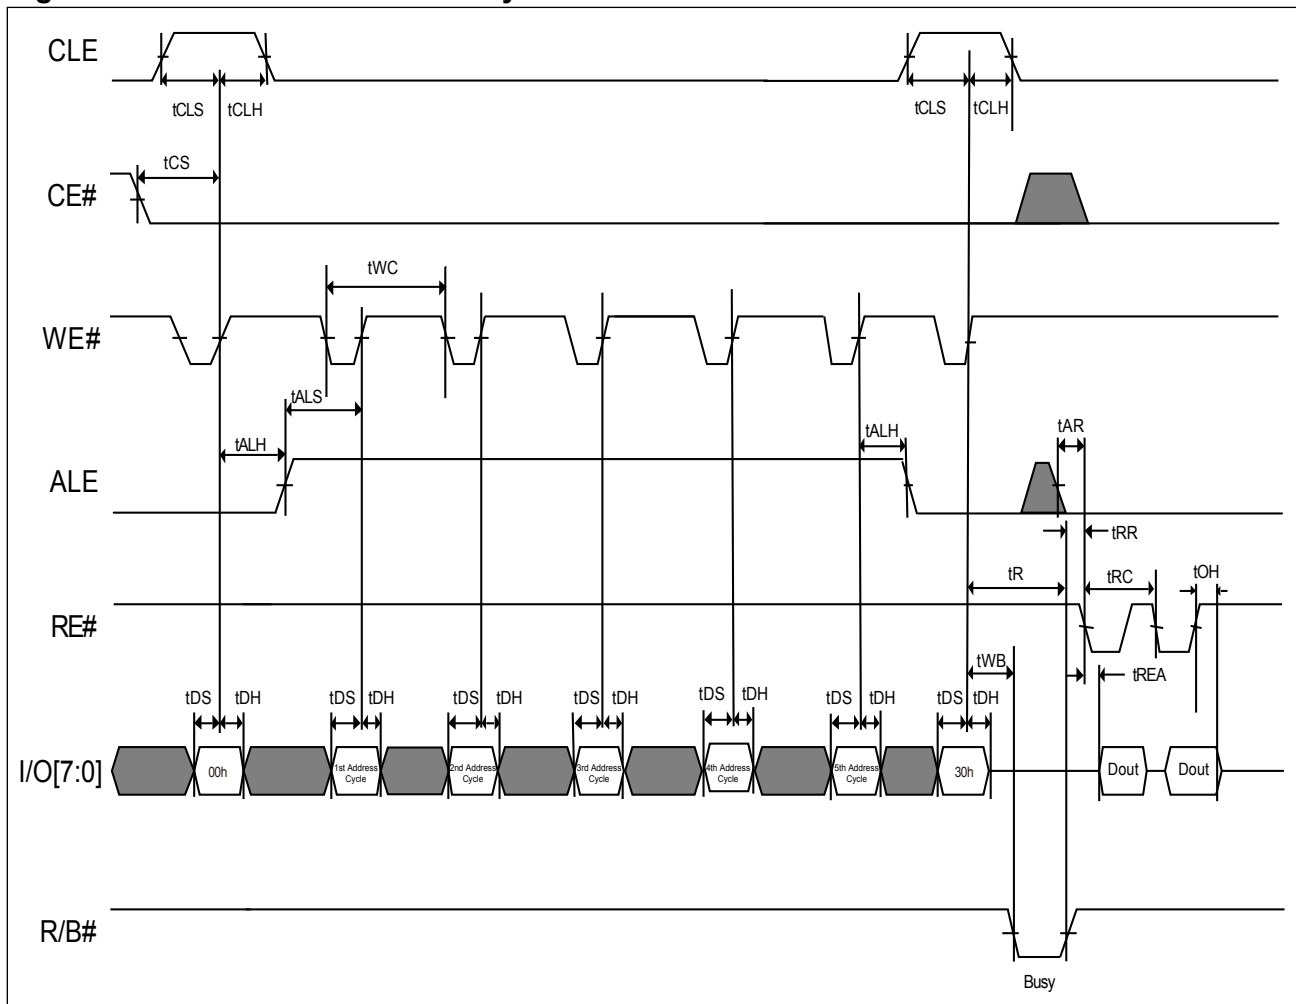 CLE
tCLS tCLH
tCLS tCLH
tCS
CE#
tWC
WE#
tALS
tALH
tALH
tAR
ALE
tRR
tR
tRC
tOH
RE#
tWB
tREA
tDS tDH
tDS tDH
tDS tDH
tDS tDH
tDS tDH
tDS tDH
tDS tDH
I/O[7:0]
00h
1st Address
Cycle
2nd Address
Cycle
3rd Address
Cycle
4th Address
Cycle
5th Address
Cycle
30h
Dout
Dout
R/B#
Busy